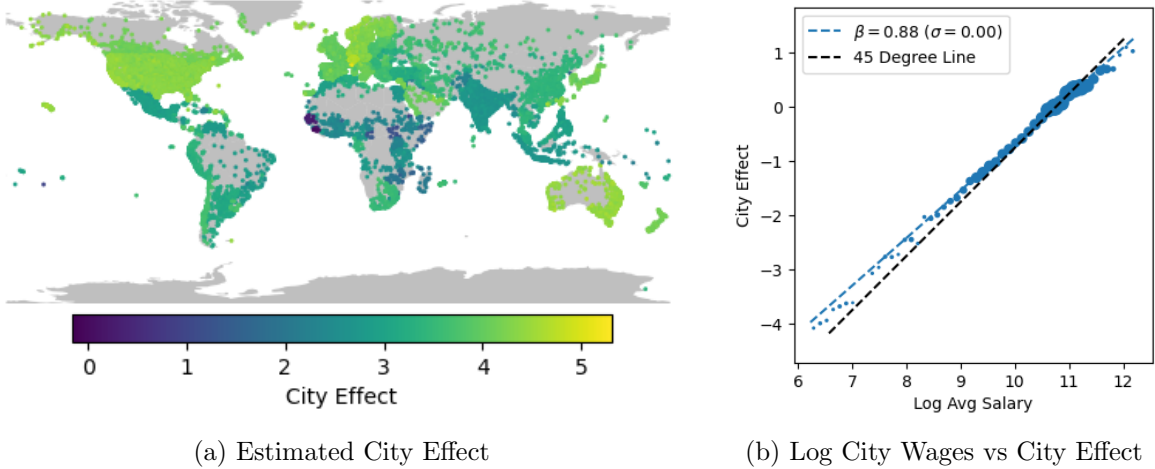 0 1 2 3 4 5
City Effect
(a) Estimated City Effect
β = 0.88 (σ = 0.00)
45 Degree Line
1
0
−1
−2
−3
−4
City Effect
6 7 8 9 10 11 12
Log Avg Salary
(b) Log City Wages vs City Effect